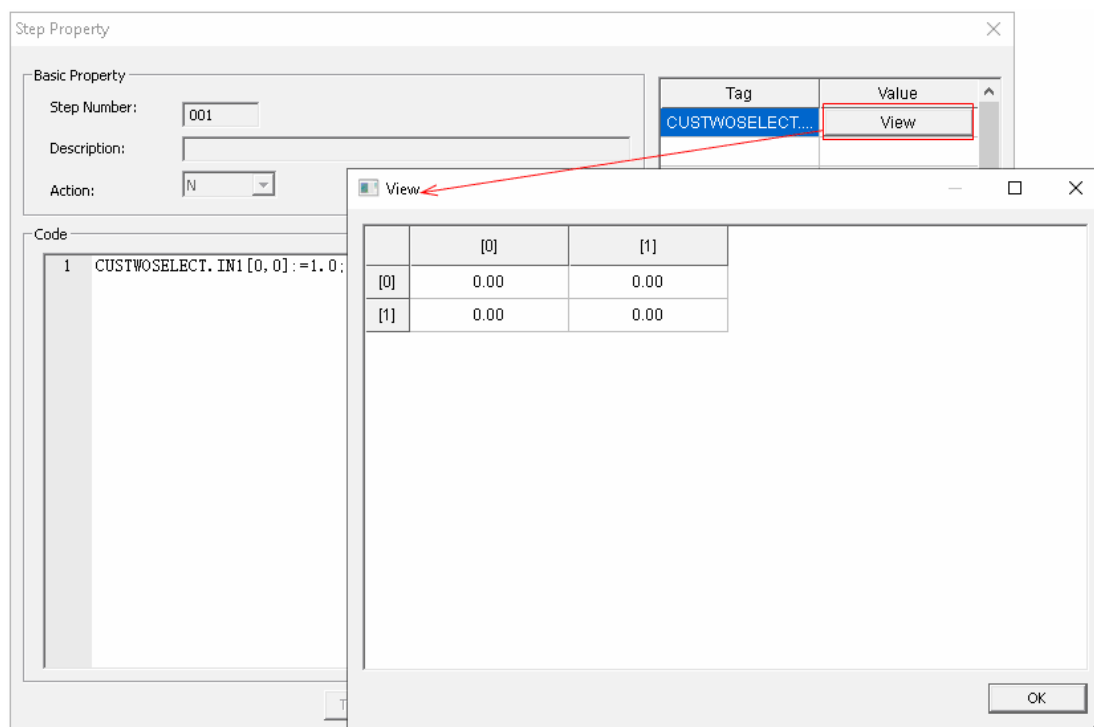 Step Property
Basic Property
Step Number: 001
Description:
Action: N
Tag Value
CUSTWOSELECT.... View
Code
1 CUSTWOSELECT.IN1[0,0]:=1.0;
View
[0] [1]
[0] 0.00 0.00
[1] 0.00 0.00
OK